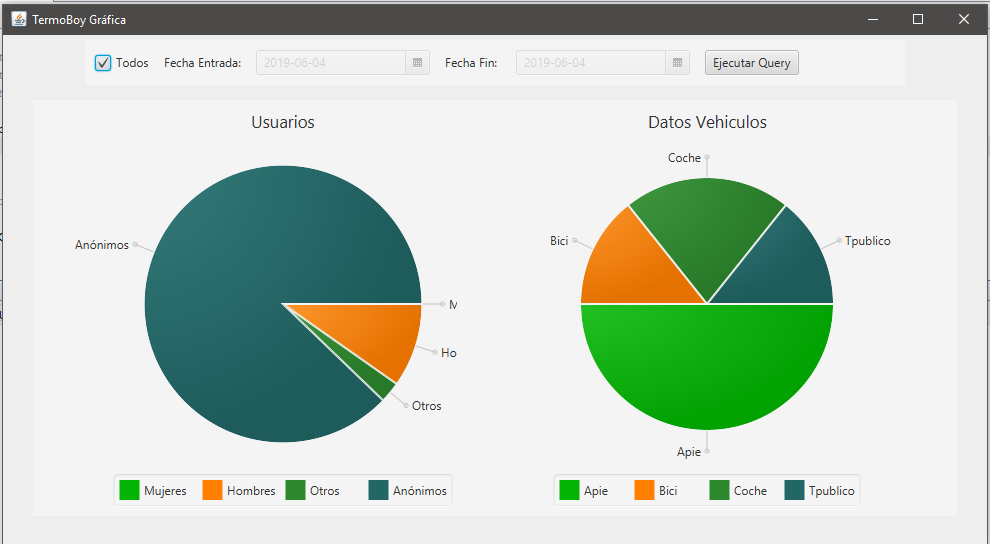 TermoBoy Gráfica
Todos Fecha Entrada: 2019-06-04 Fecha Fin: 2019-06-04 Ejecutar Query
Usuarios
Datos Vehiculos
Anónimos
M
Ho
Otros
Coche
Bici
Tpublico
Apie
Mujeres Hombres Otros Anónimos
Apie Bici Coche Tpublico